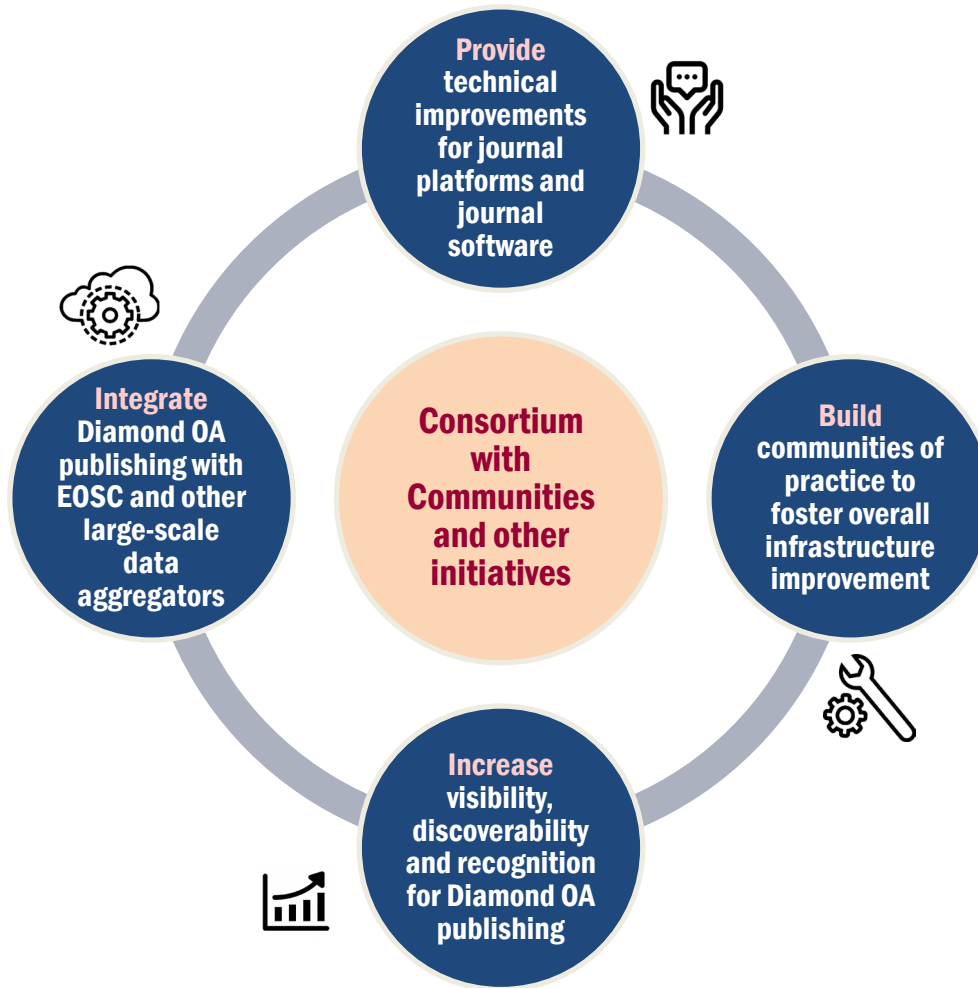 Provide
technical
improvements
for journal
platforms and
journal
software
Integrate
Diamond OA
publishing with
EOSC and other
large-scale
data
aggregators
Consortium
with
Communities
and other
initiatives
Build
communities of
practice to
foster overall
infrastructure
improvement
Increase
visibility,
discoverability
and recognition
for Diamond OA
publishing